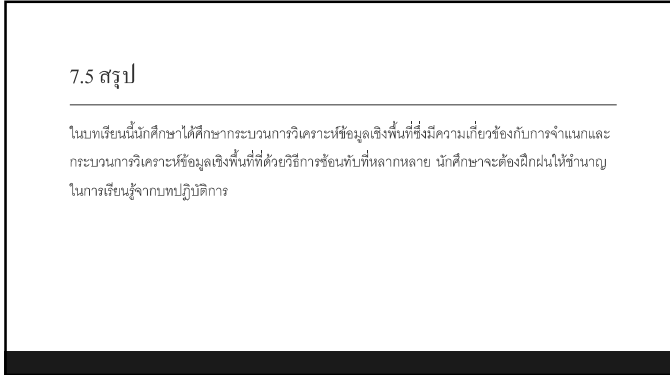 7.5 สรุป
ในบทเรียนนี้นักศึกษาได้ศึกษากระบวนการวิเคราะห์ข้อมูลเชิงพื้นที่ซึ่งมีความเกี่ยวข้องกับการจำแนกและ
กระบวนการวิเคราะห์ข้อมูลเชิงพื้นที่ที่ด้วยวิธีการซ้อนทับที่หลากหลาย นักศึกษาจะต้องฝึกฝนให้ชำนาญ
ในการเรียนรู้จากบทปฏิบัติการ